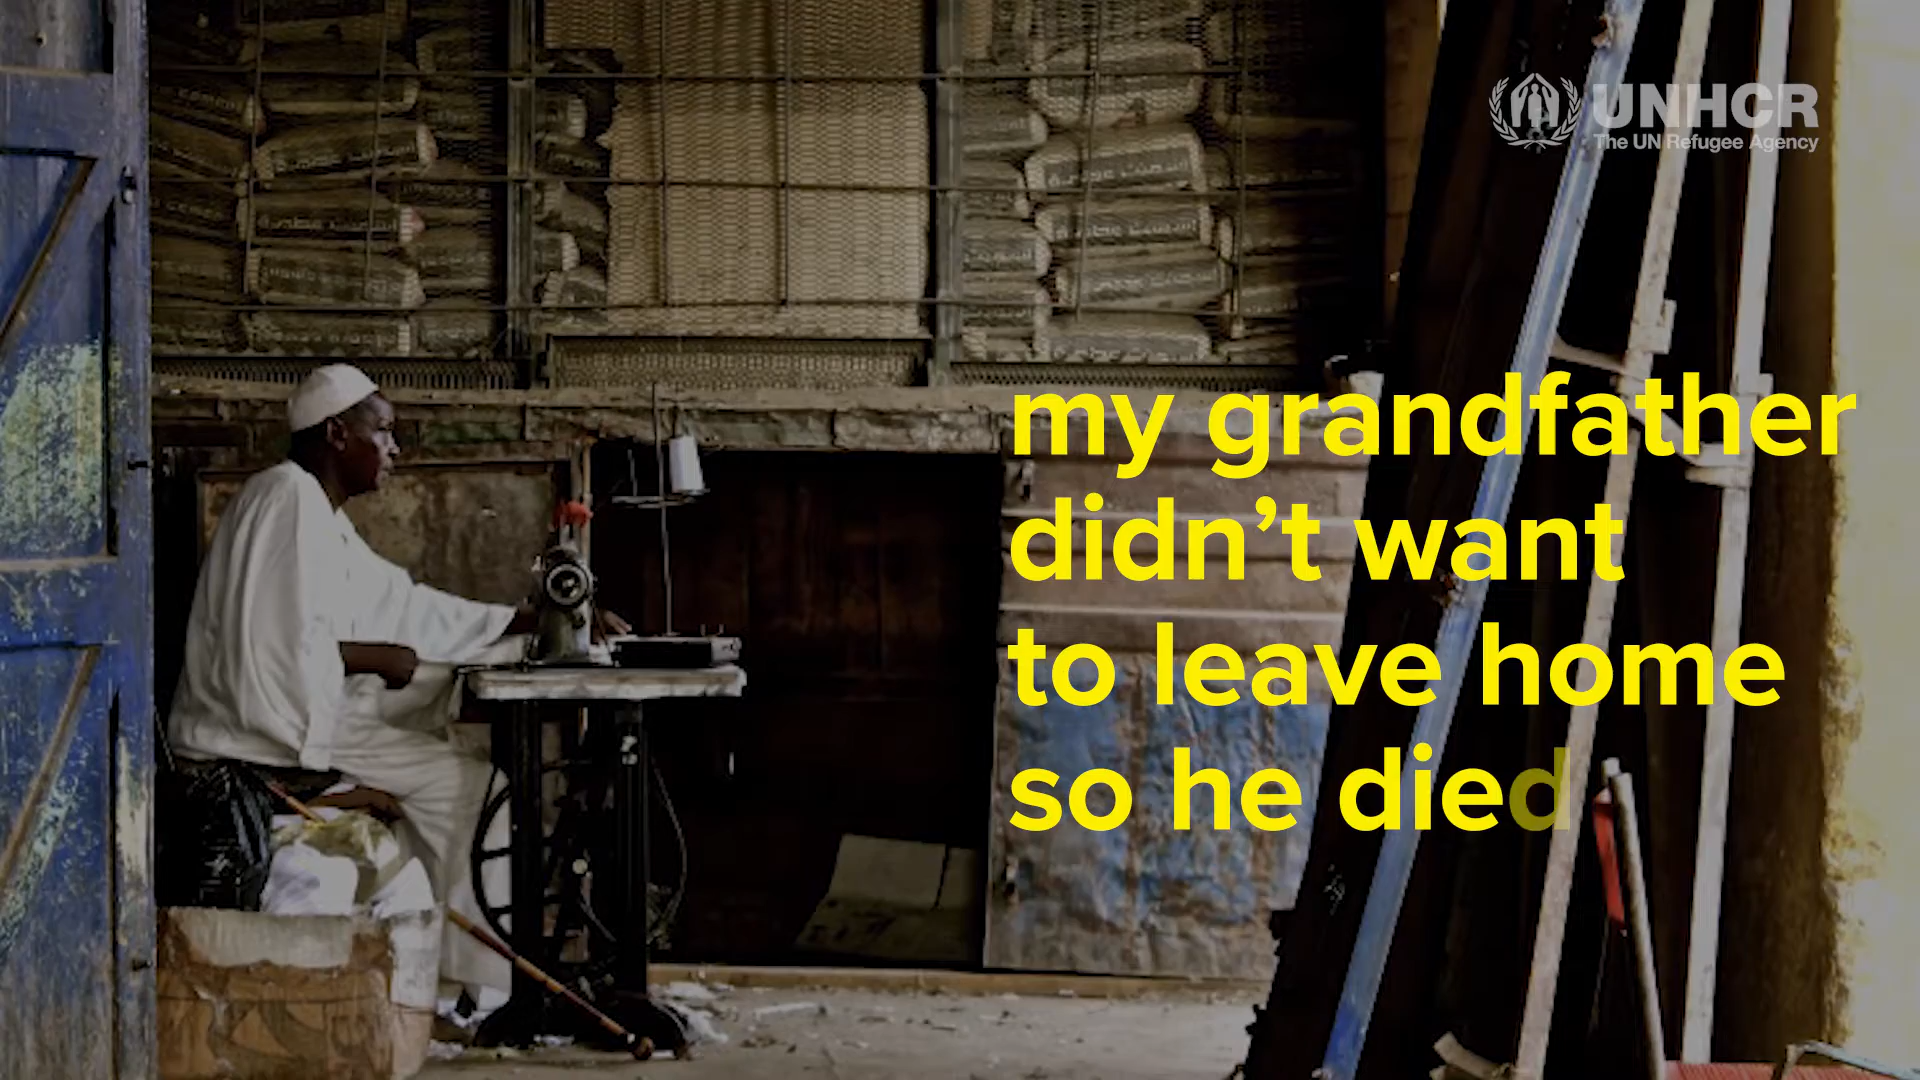 UNHCR
The UN Refugee Agency
my grandfather
didn’t want
to leave home
so he died